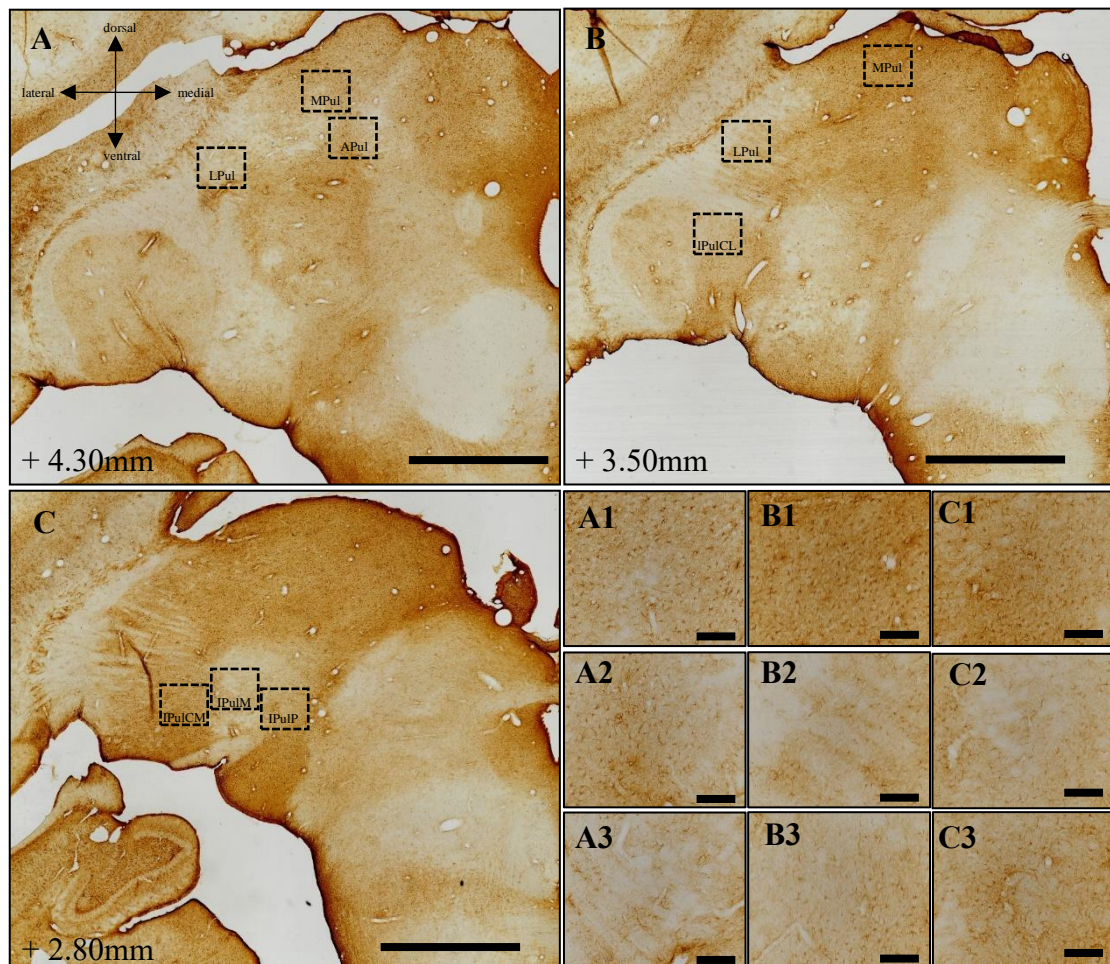 A
dorsal
lateral
medial
ventral
MPul
APul
LPul
+ 4.30mm
B
MPul
LPul
lPulCL
+ 3.50mm
C
IPulCM
IPulM
IPulP
+ 2.80mm
A1
B1
C1
A2
B2
C2
A3
B3
C3